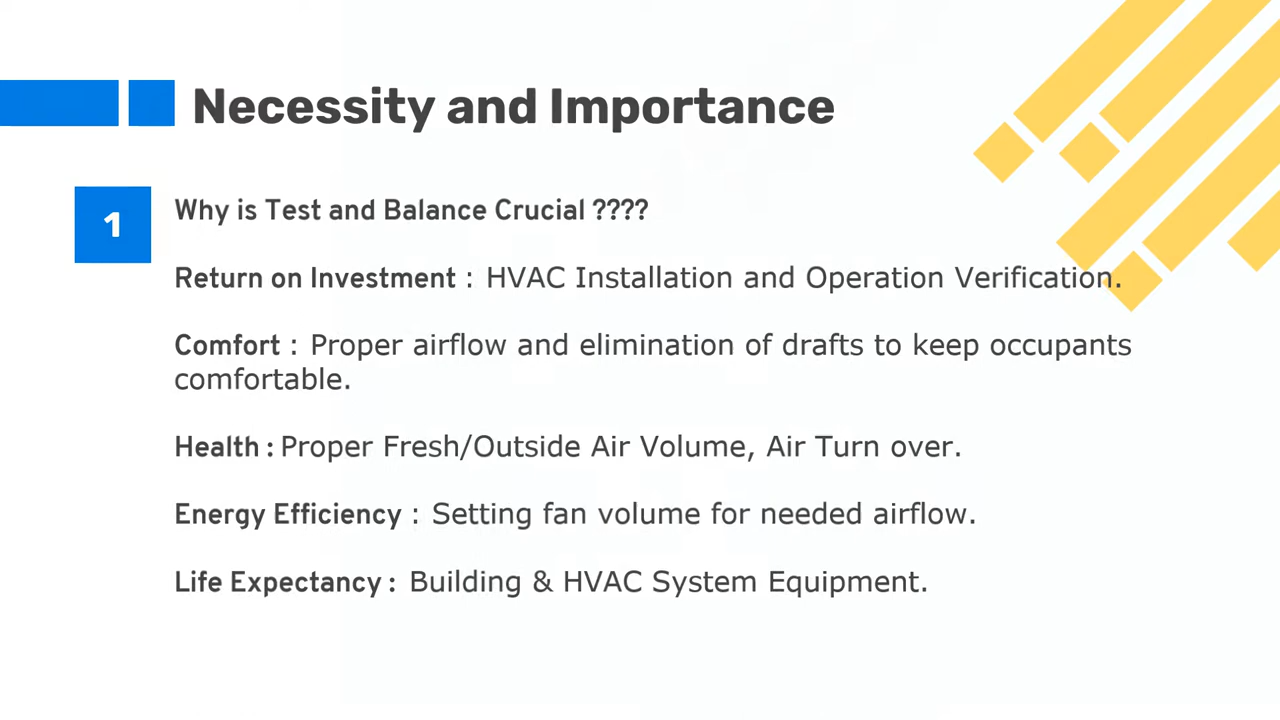 Necessity and Importance
1
Why is Test and Balance Crucial ????
Return on Investment : HVAC Installation and Operation Verification.
Comfort : Proper airflow and elimination of drafts to keep occupants
comfortable.
Health : Proper Fresh/Outside Air Volume, Air Turn over.
Energy Efficiency : Setting fan volume for needed airflow.
Life Expectancy : Building & HVAC System Equipment.